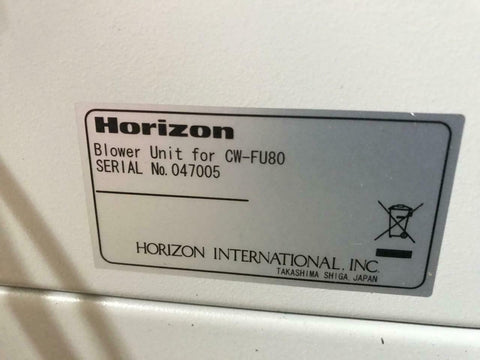 Horizon
Blower Unit for CW-FU80
SERIAL No. 047005
HORIZON INTERNATIONAL. INC.
TAKASHIMA SHIGA, JAPAN